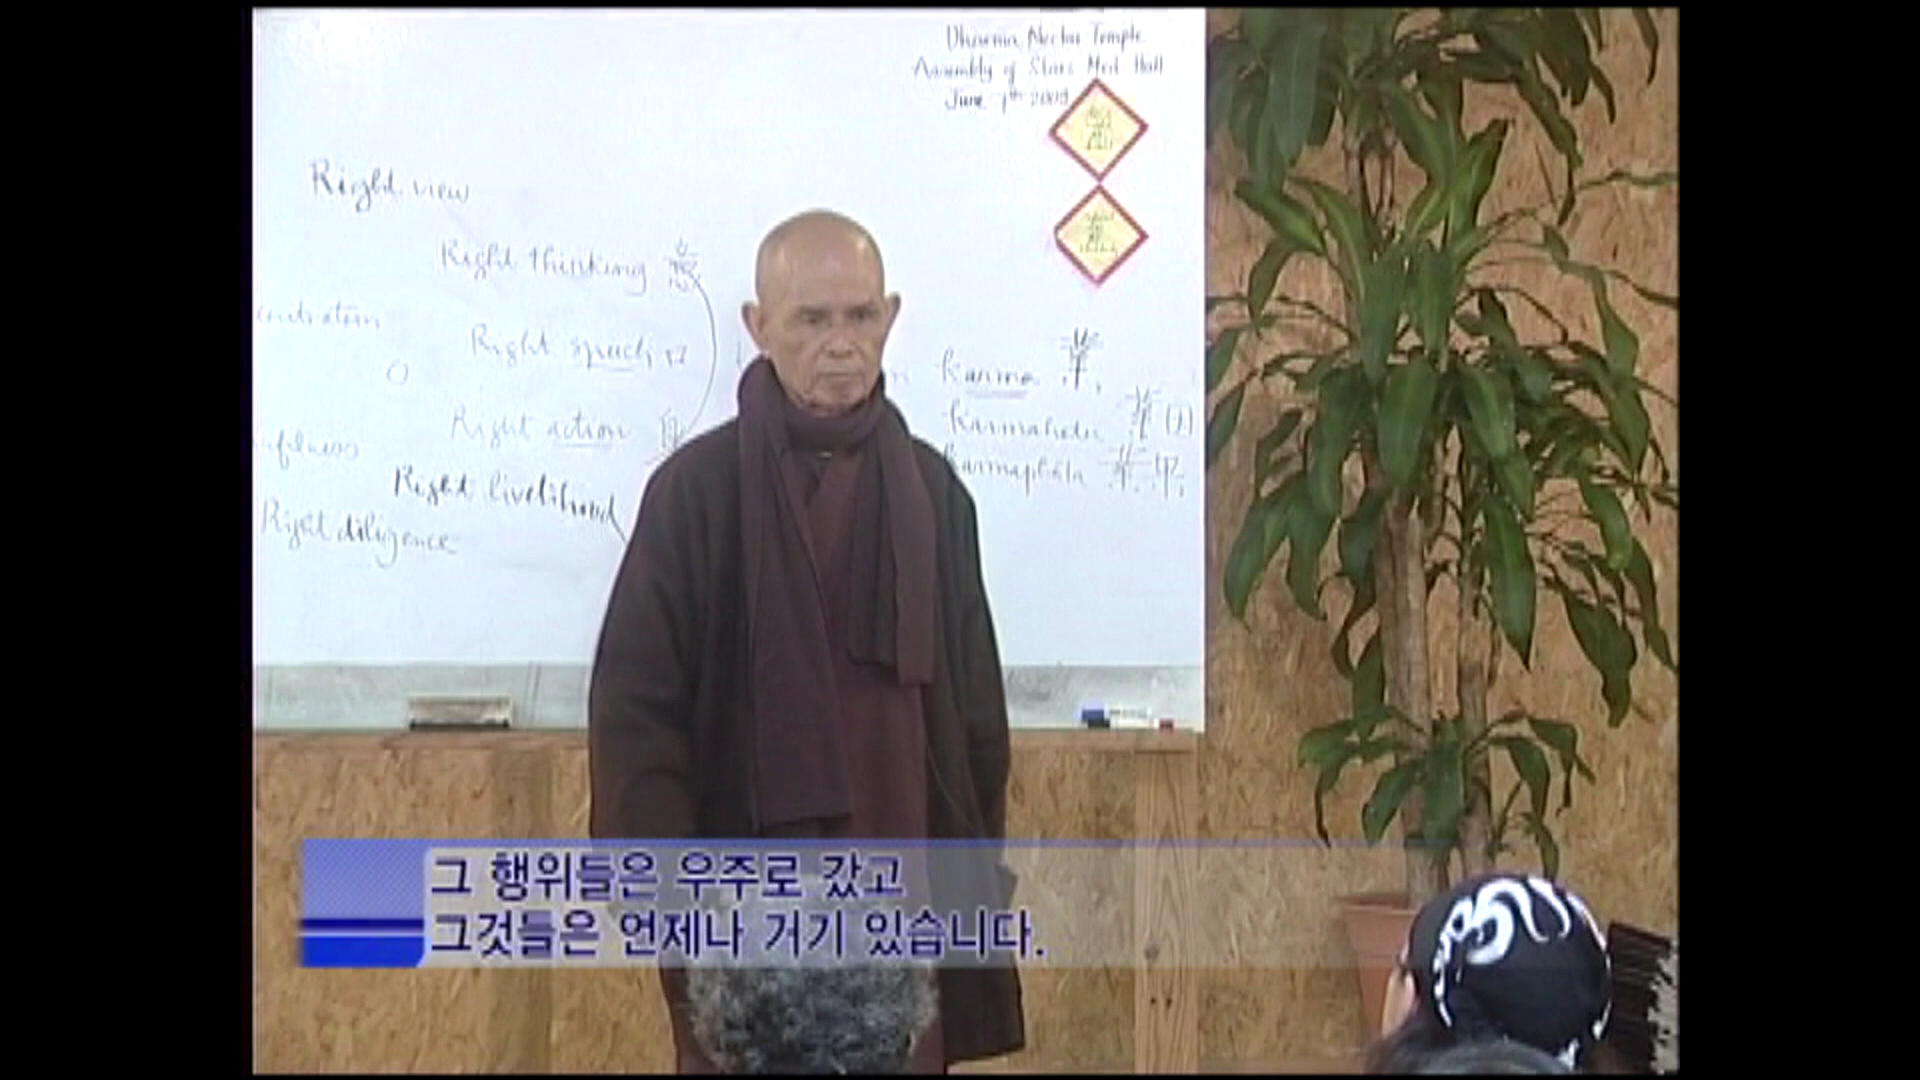 Dharma Nectar Temple
Assembly of Stars Med. Hall
June
Right view
Right thinking
Right speech
Right action
Right livelihood
Right diligence
Karma
Karmahetu
Karmaphala
그 행위들은 우주로 갔고
그것들은 언제나 거기 있습니다.